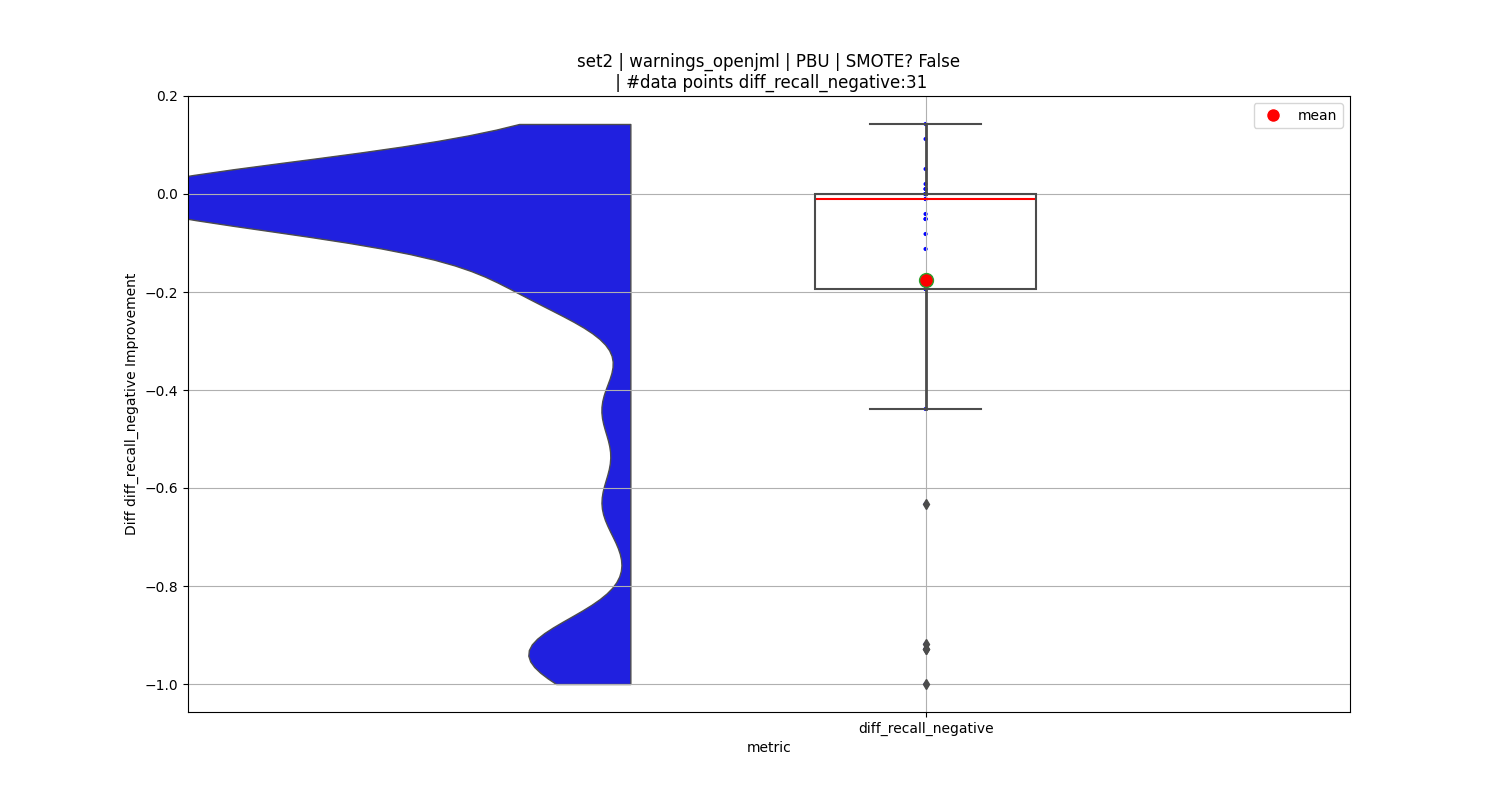 set2 | warnings_openjml | PBU | SMOTE? False
| #data points diff_recall_negative:31
0.2
mean
0.0
−0.2
−0.4
−0.6
−0.8
−1.0
Diff diff_recall_negative Improvement
diff_recall_negative
metric